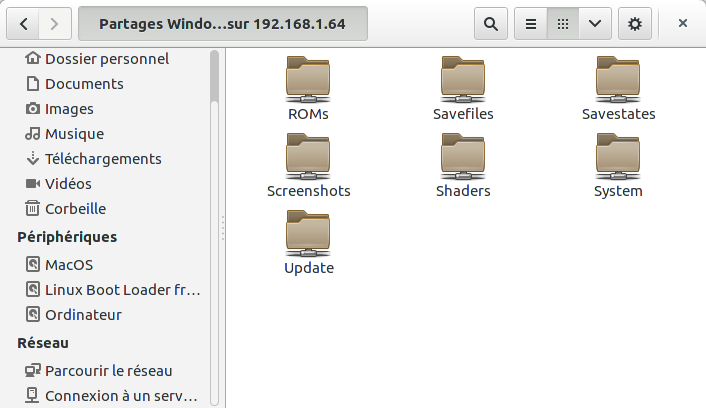 Partages Windo...sur 192.168.1.64
Dossier personnel
Documents
Images
Musique
Téléchargements
Vidéos
Corbeille
Périphériques
MacOS
Linux Boot Loader fr...
Ordinateur
Réseau
Parcourir le réseau
Connexion à un serv...
ROMs
Savefiles
Savestates
Screenshots
Shaders
System
Update